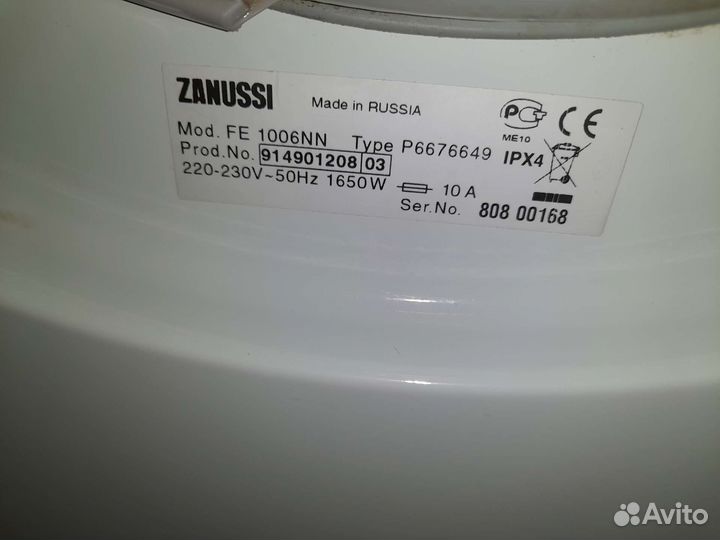 ZANUSSI Made in RUSSIA
Mod. FE 1006NN Type P6676649
ME10
Prod.No. 914901208 03 IPX4
220-230V~50Hz 1650W 10 A
Ser.No. 808 00168
Avito